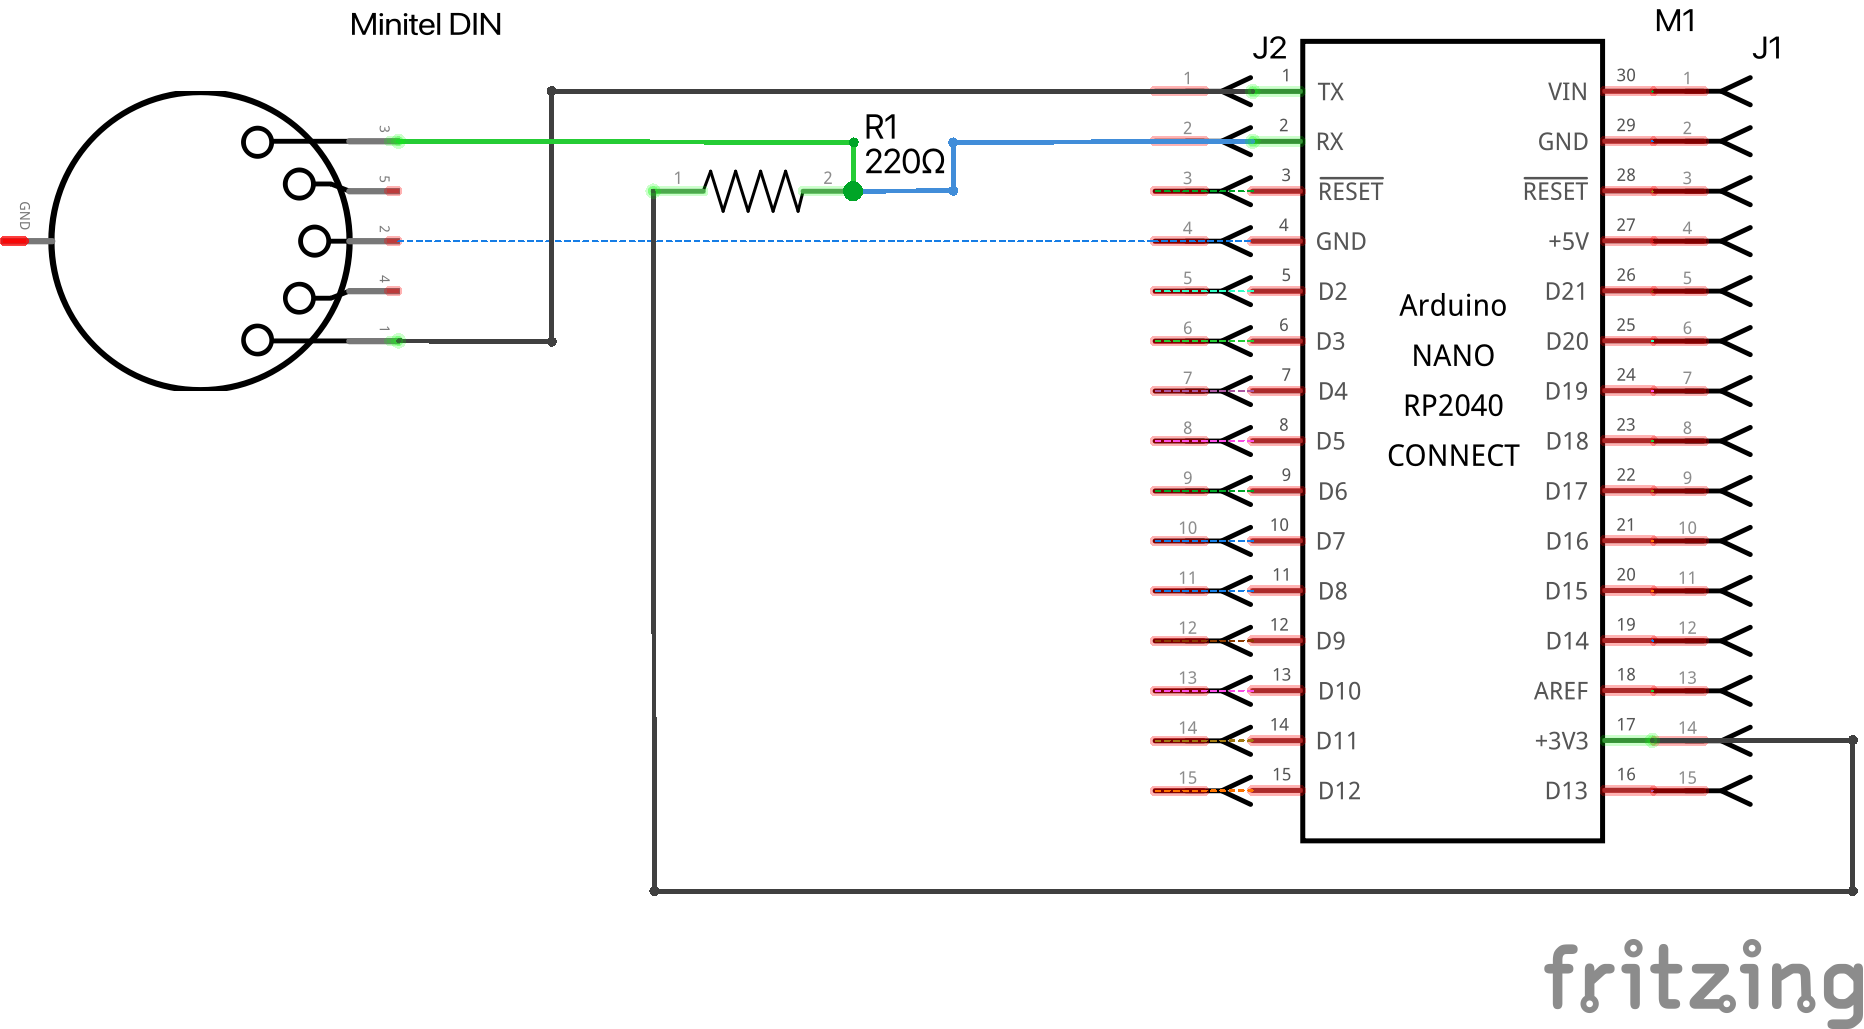 Minitel DIN
M1
J2
J1
3
5
GND
2
4
1
R1
220Ω
1
2
1 1 TX VIN 30 1
2 2 RX GND 29 2
3 3 RESET RESET 28 3
4 4 GND +5V 27 4
5 5 D2 D21 26 5
6 6 D3 D20 25 6
7 7 D4 D19 24 7
8 8 D5 D18 23 8
9 9 D6 D17 22 9
10 10 D7 D16 21 10
11 11 D8 D15 20 11
12 12 D9 D14 19 12
13 13 D10 AREF 18 13
14 14 D11 +3V3 17 14
15 15 D12 D13 16 15
Arduino
NANO
RP2040
CONNECT
fritzing